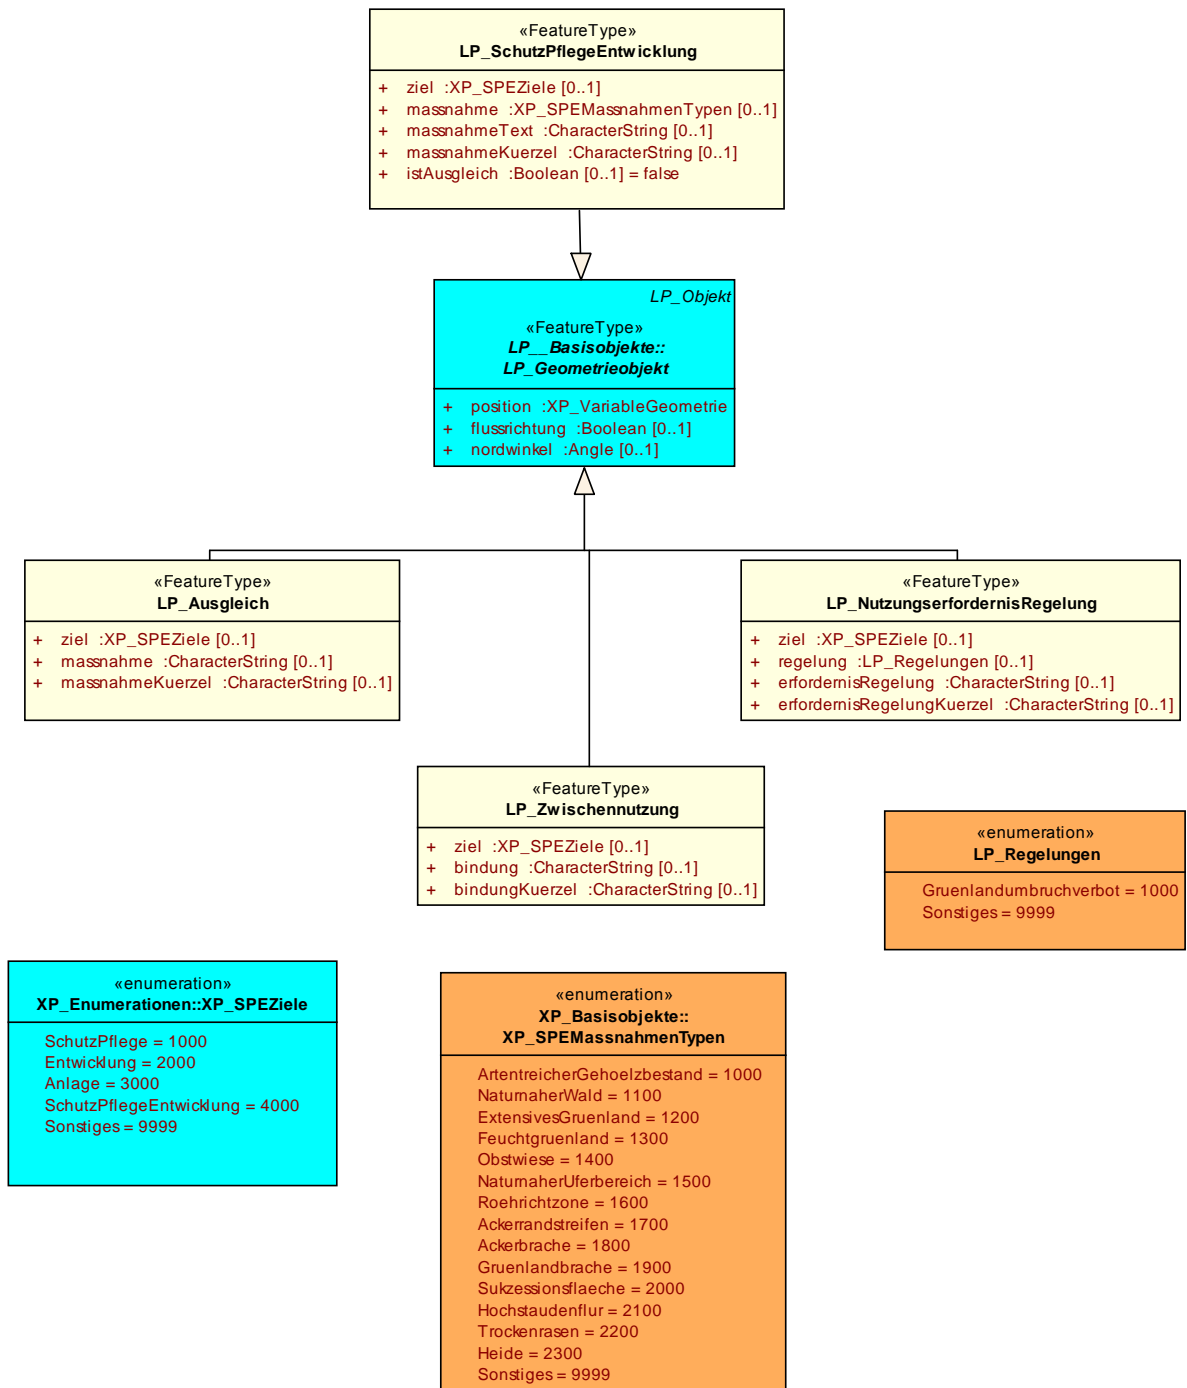 «FeatureType»
LP_SchutzPflegeEntwicklung
+ ziel :XP_SPEZiele [0..1]
+ massnahme :XP_SPEMassnahmenTypen [0..1]
+ massnahmeText :CharacterString [0..1]
+ massnahmeKuerzel :CharacterString [0..1]
+ istAusgleich :Boolean [0..1] = false
LP_Objekt
«FeatureType»
LP__Basisobjekte::
LP_Geometrieobjekt
+ position :XP_VariableGeometrie
+ flussrichtung :Boolean [0..1]
+ nordwinkel :Angle [0..1]
«FeatureType»
LP_Ausgleich
+ ziel :XP_SPEZiele [0..1]
+ massnahme :CharacterString [0..1]
+ massnahmeKuerzel :CharacterString [0..1]
«FeatureType»
LP_NutzungserfordernisRegelung
+ ziel :XP_SPEZiele [0..1]
+ regelung :LP_Regelungen [0..1]
+ erfordernisRegelung :CharacterString [0..1]
+ erfordernisRegelungKuerzel :CharacterString [0..1]
«FeatureType»
LP_Zwischennutzung
+ ziel :XP_SPEZiele [0..1]
+ bindung :CharacterString [0..1]
+ bindungKuerzel :CharacterString [0..1]
«enumeration»
LP_Regelungen
Gruenlandumbruchverbot = 1000
Sonstiges = 9999
«enumeration»
XP_Enumerationen::XP_SPEZiele
SchutzPflege = 1000
Entwicklung = 2000
Anlage = 3000
SchutzPflegeEntwicklung = 4000
Sonstiges = 9999
«enumeration»
XP_Basisobjekte::
XP_SPEMassnahmenTypen
ArtentreicherGehoelzbestand = 1000
NaturnaherWald = 1100
ExtensivesGruenland = 1200
Feuchtgruenland = 1300
Obstwiese = 1400
NaturnaherUferbereich = 1500
Roehrichtzone = 1600
Ackerrandstreifen = 1700
Ackerbrache = 1800
Gruenlandbrache = 1900
Sukzessionsflaeche = 2000
Hochstaudenflur = 2100
Trockenrasen = 2200
Heide = 2300
Sonstiges = 9999